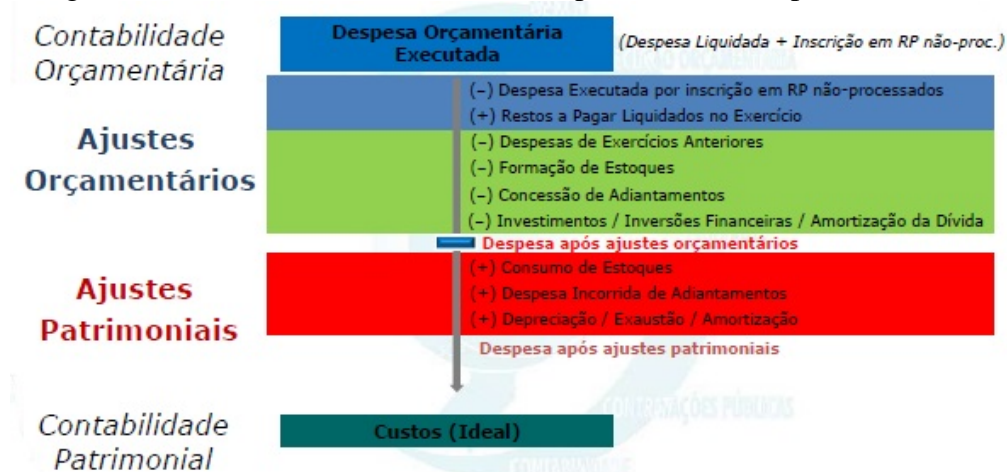 Contabilidade
Orçamentária
Despesa Orçamentária
Executada
(Despesa Liquidada + Inscrição em RP não-proc.)
Ajustes
Orçamentários
(–) Despesa Executada por inscrição em RP não-processados
(+) Restos a Pagar Liquidados no Exercício
(–) Despesas de Exercícios Anteriores
(–) Formação de Estoques
(–) Concessão de Adiantamentos
(–) Investimentos / Inversões Financeiras / Amortização da Dívida
Despesa após ajustes orçamentários
Ajustes
Patrimoniais
(+) Consumo de Estoques
(+) Despesa Incorrida de Adiantamentos
(+) Depreciação / Exaustão / Amortização
Despesa após ajustes patrimoniais
Contabilidade
Patrimonial
Custos (Ideal)